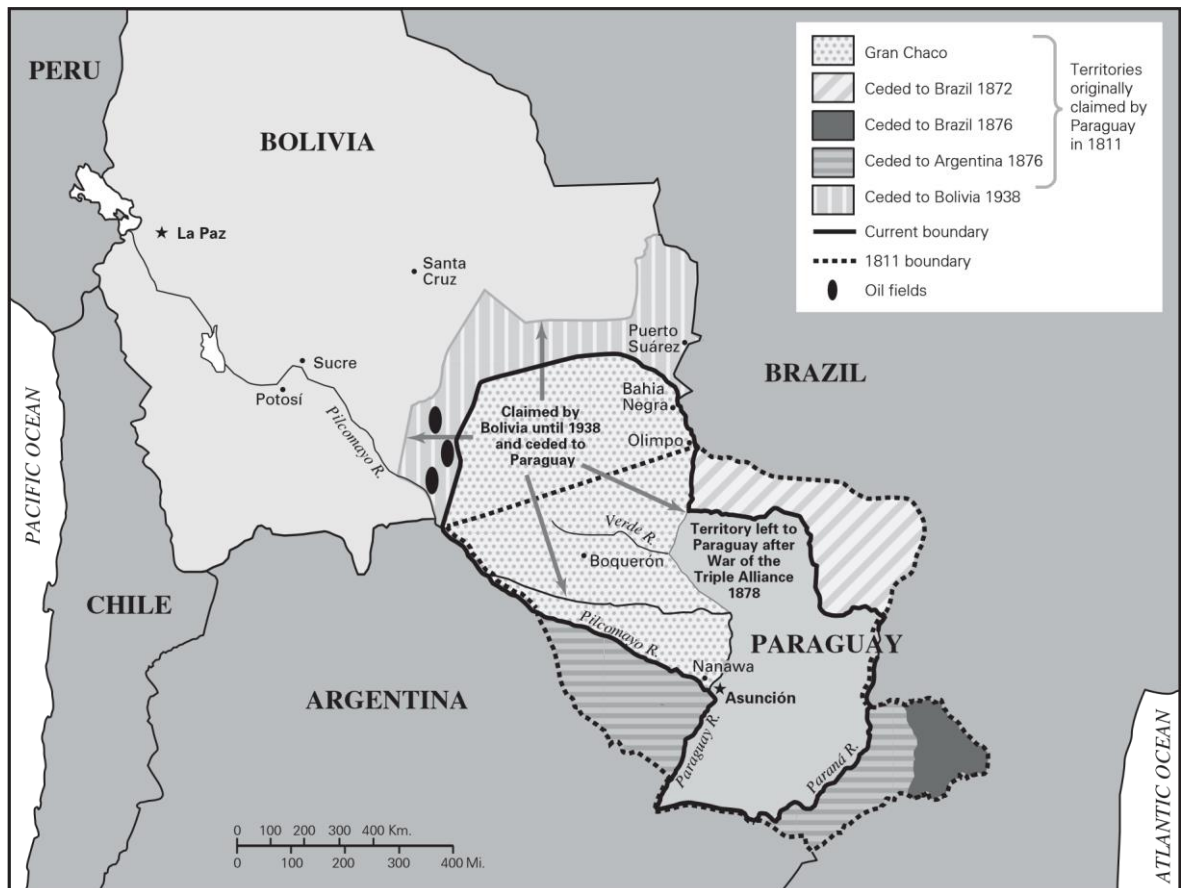 PERU
BOLIVIA
La Paz
Santa
Cruz
Sucre
Potosí
Pilcomayo R.
Puerto
Suárez
Bahia
Negra
Olimpo
BRAZIL
Claimed by
Bolivia until 1938
and ceded to
Paraguay
Verde R.
Boquerón
Territory left to
Paraguay after
War of the
Triple Alliance
1878
PACIFIC OCEAN
CHILE
Pilcomayo R.
PARAGUAY
Nanawa
Asunción
ARGENTINA
Paraguay R.
Paraná R.
ATLANTIC OCEAN
0 100 200 300 400 Km.
0 100 200 300 400 Mi.
Gran Chaco
Ceded to Brazil 1872
Ceded to Brazil 1876
Ceded to Argentina 1876
Ceded to Bolivia 1938
Current boundary
1811 boundary
Oil fields
Territories
originally
claimed by
Paraguay
in 1811